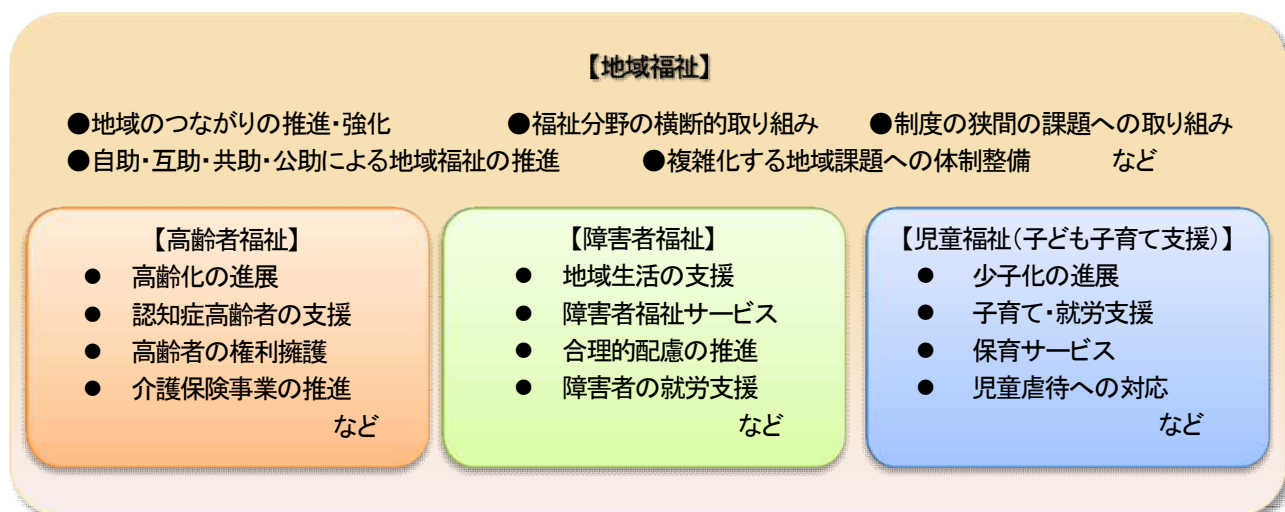 【地域福祉】
●地域のつながりの推進・強化 ●福祉分野の横断的取り組み ●制度の狭間の課題への取り組み
●自助・互助・共助・公助による地域福祉の推進 ●複雑化する地域課題への体制整備 など
【高齢者福祉】
● 高齢化の進展
● 認知症高齢者の支援
● 高齢者の権利擁護
● 介護保険事業の推進
など
【障害者福祉】
● 地域生活の支援
● 障害者福祉サービス
● 合理的配慮の推進
● 障害者の就労支援
など
【児童福祉(子ども子育て支援)】
● 少子化の進展
● 子育て・就労支援
● 保育サービス
● 児童虐待への対応
など